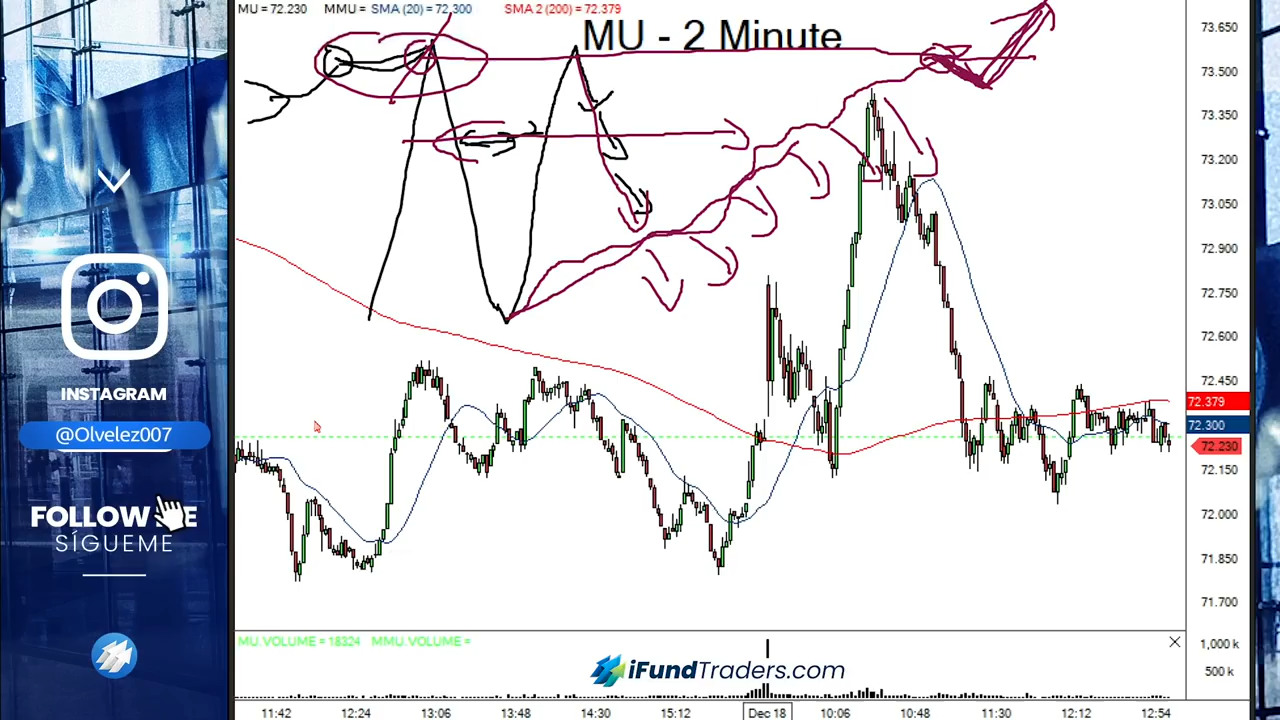 MU = 72.230 MMU = SMA (20) = 72,300 SMA 2 (200) = 72.379
MU - 2 Minute
73.650
73.500
73.350
73.200
73.050
72.900
72.750
72.600
72.450
72.379
72.300
72.230
72.150
72.000
71.850
71.700
INSTAGRAM
@Olvelez007
FOLLOW ME
SÍGUEME
MU.VOLUME = 18324 MMU.VOLUME =
1,000 k
500 k
iFundTraders.com
11:42 12:24 13:06 13:48 14:30 15:12 Dec 18 10:06 10:48 11:30 12:12 12:54